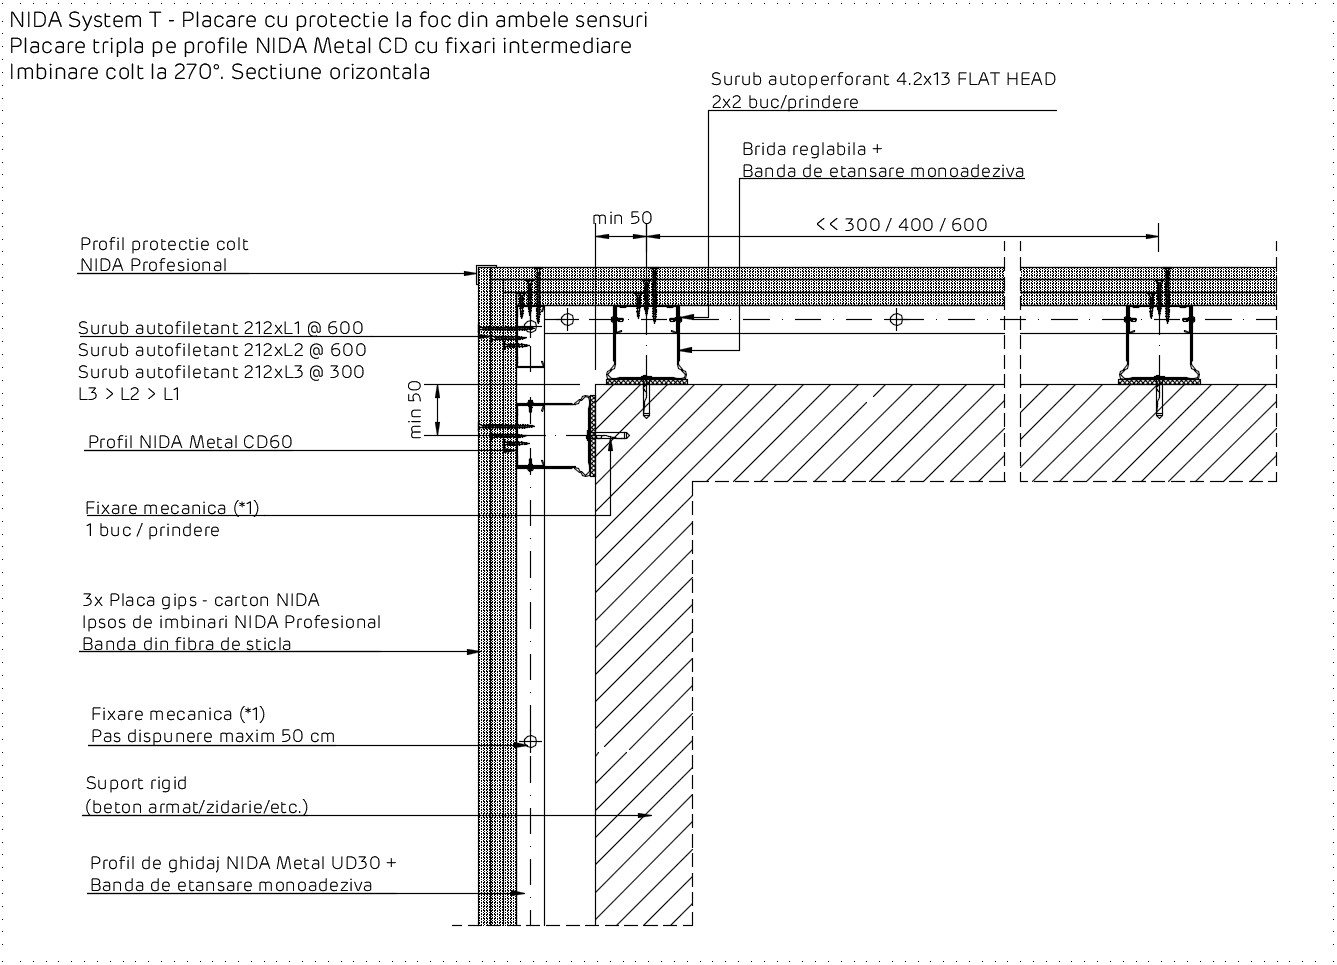 NIDA System T - Placare cu protectie la foc din ambele sensuri
Placare tripla pe profile NIDA Metal CD cu fixari intermediare
Imbinare colt la 270°. Sectiune orizontala
Surub autoperforant 4.2x13 FLAT HEAD
2x2 buc/prindere
Brida reglabila +
Banda de etansare monoadeziva
min 50
<< 300 / 400 / 600
Profil protectie colt
NIDA Profesional
Surub autofiletant 212xL1 @ 600
Surub autofiletant 212xL2 @ 600
Surub autofiletant 212xL3 @ 300
L3 > L2 > L1
min 50
Profil NIDA Metal CD60
Fixare mecanica (*1)
1 buc / prindere
3x Placa gips - carton NIDA
Ipsos de imbinari NIDA Profesional
Banda din fibra de sticla
Fixare mecanica (*1)
Pas dispunere maxim 50 cm
Suport rigid
(beton armat/zidarie/etc.)
Profil de ghidaj NIDA Metal UD30 +
Banda de etansare monoadeziva